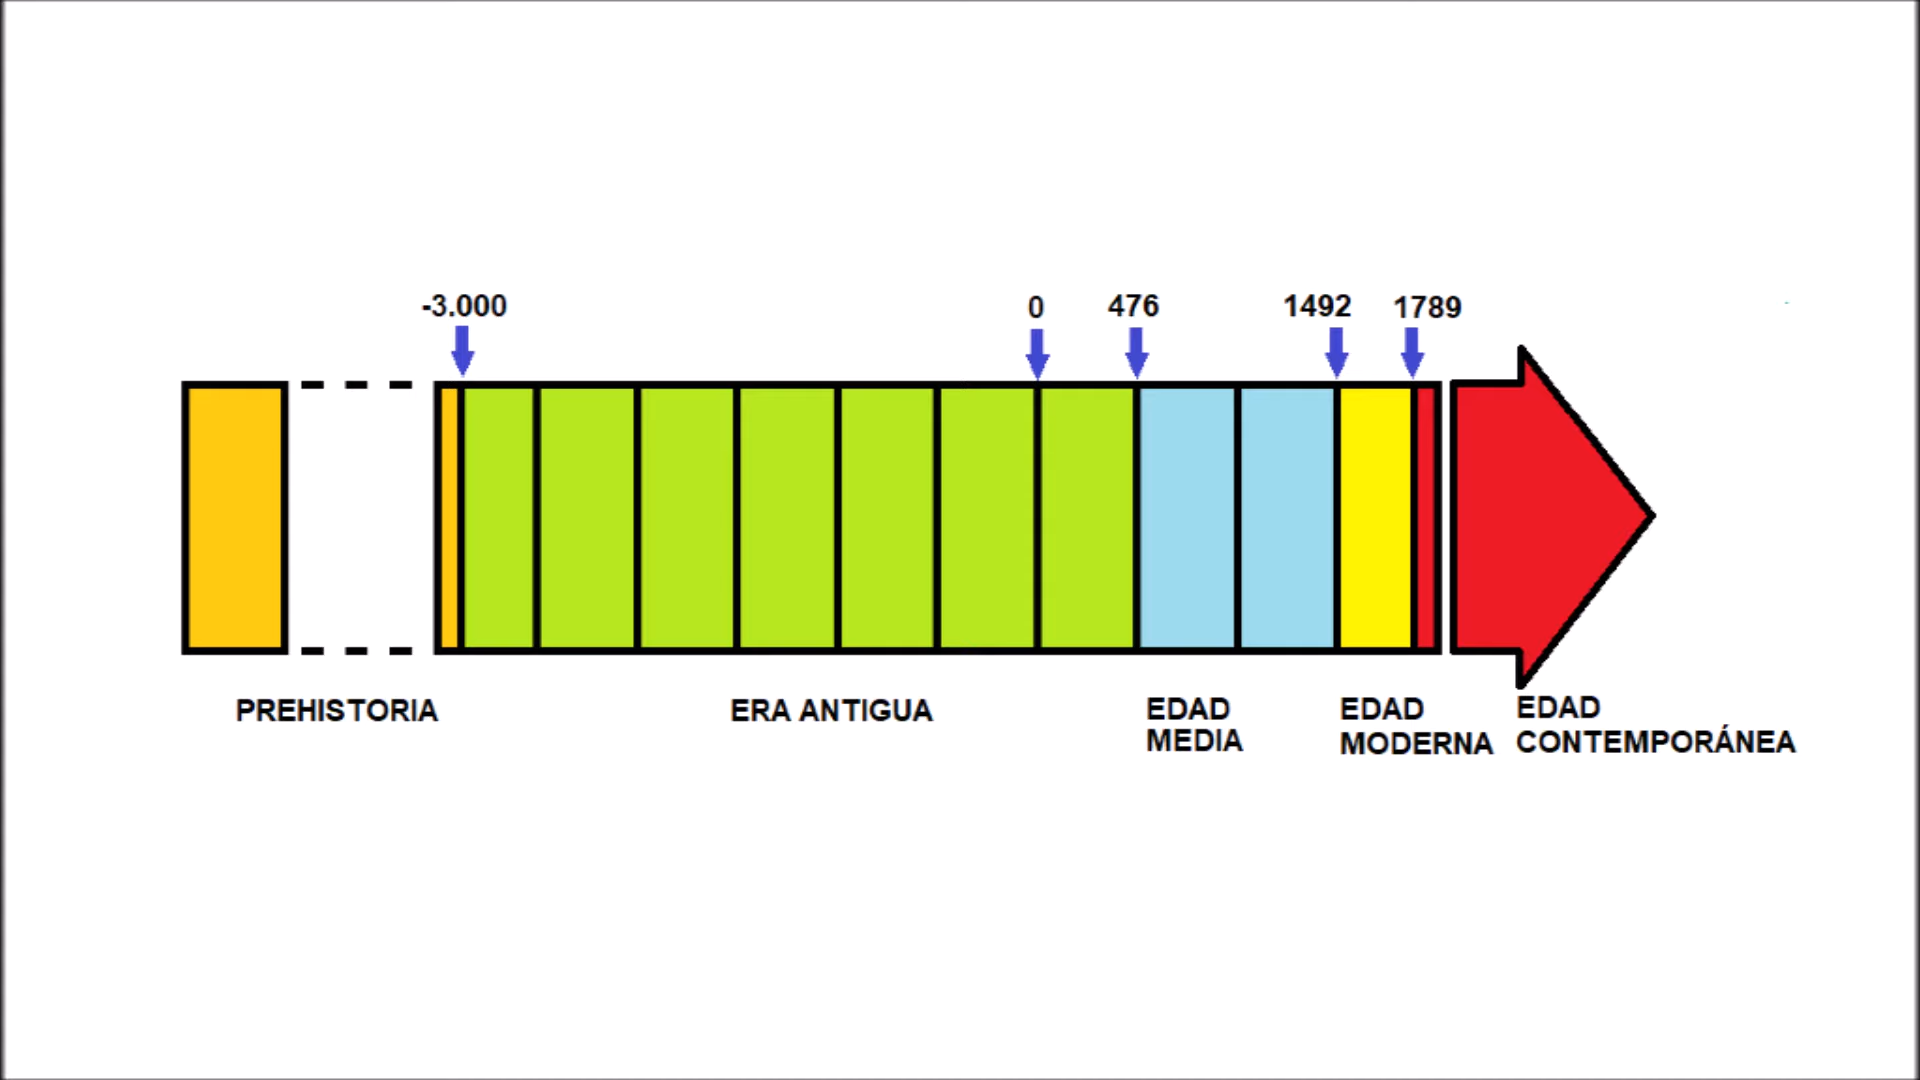 -3.000
0
476
1492
1789
PREHISTORIA
ERA ANTIGUA
EDAD
MEDIA
EDAD
MODERNA
EDAD
CONTEMPORÁNEA